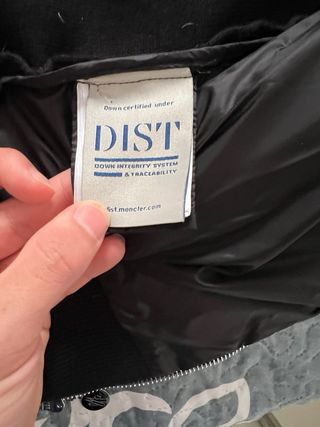 Down certified under
DIST
DOWN INTEGRITY SYSTEM
& TRACEABILITY
dist.moncler.com